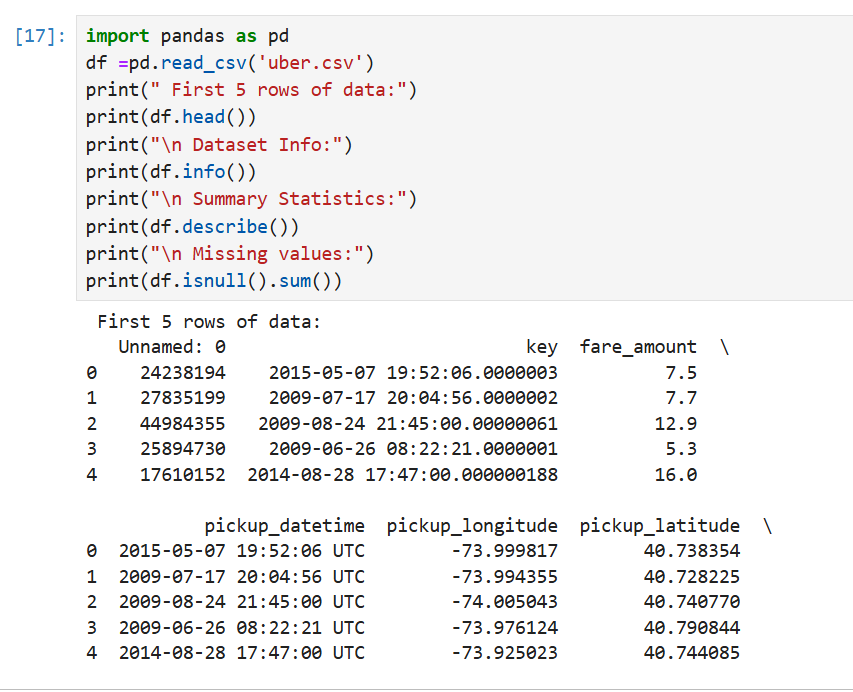 [17]: import pandas as pd
df =pd.read_csv('uber.csv')
print(" First 5 rows of data:")
print(df.head())
print("\n Dataset Info:")
print(df.info())
print("\n Summary Statistics:")
print(df.describe())
print("\n Missing values:")
print(df.isnull().sum())
First 5 rows of data:
Unnamed: 0 key fare_amount \
0 24238194 2015-05-07 19:52:06.0000003 7.5
1 27835199 2009-07-17 20:04:56.0000002 7.7
2 44984355 2009-08-24 21:45:00.00000061 12.9
3 25894730 2009-06-26 08:22:21.0000001 5.3
4 17610152 2014-08-28 17:47:00.000000188 16.0
pickup_datetime pickup_longitude pickup_latitude \
0 2015-05-07 19:52:06 UTC -73.999817 40.738354
1 2009-07-17 20:04:56 UTC -73.994355 40.728225
2 2009-08-24 21:45:00 UTC -74.005043 40.740770
3 2009-06-26 08:22:21 UTC -73.976124 40.790844
4 2014-08-28 17:47:00 UTC -73.925023 40.744085